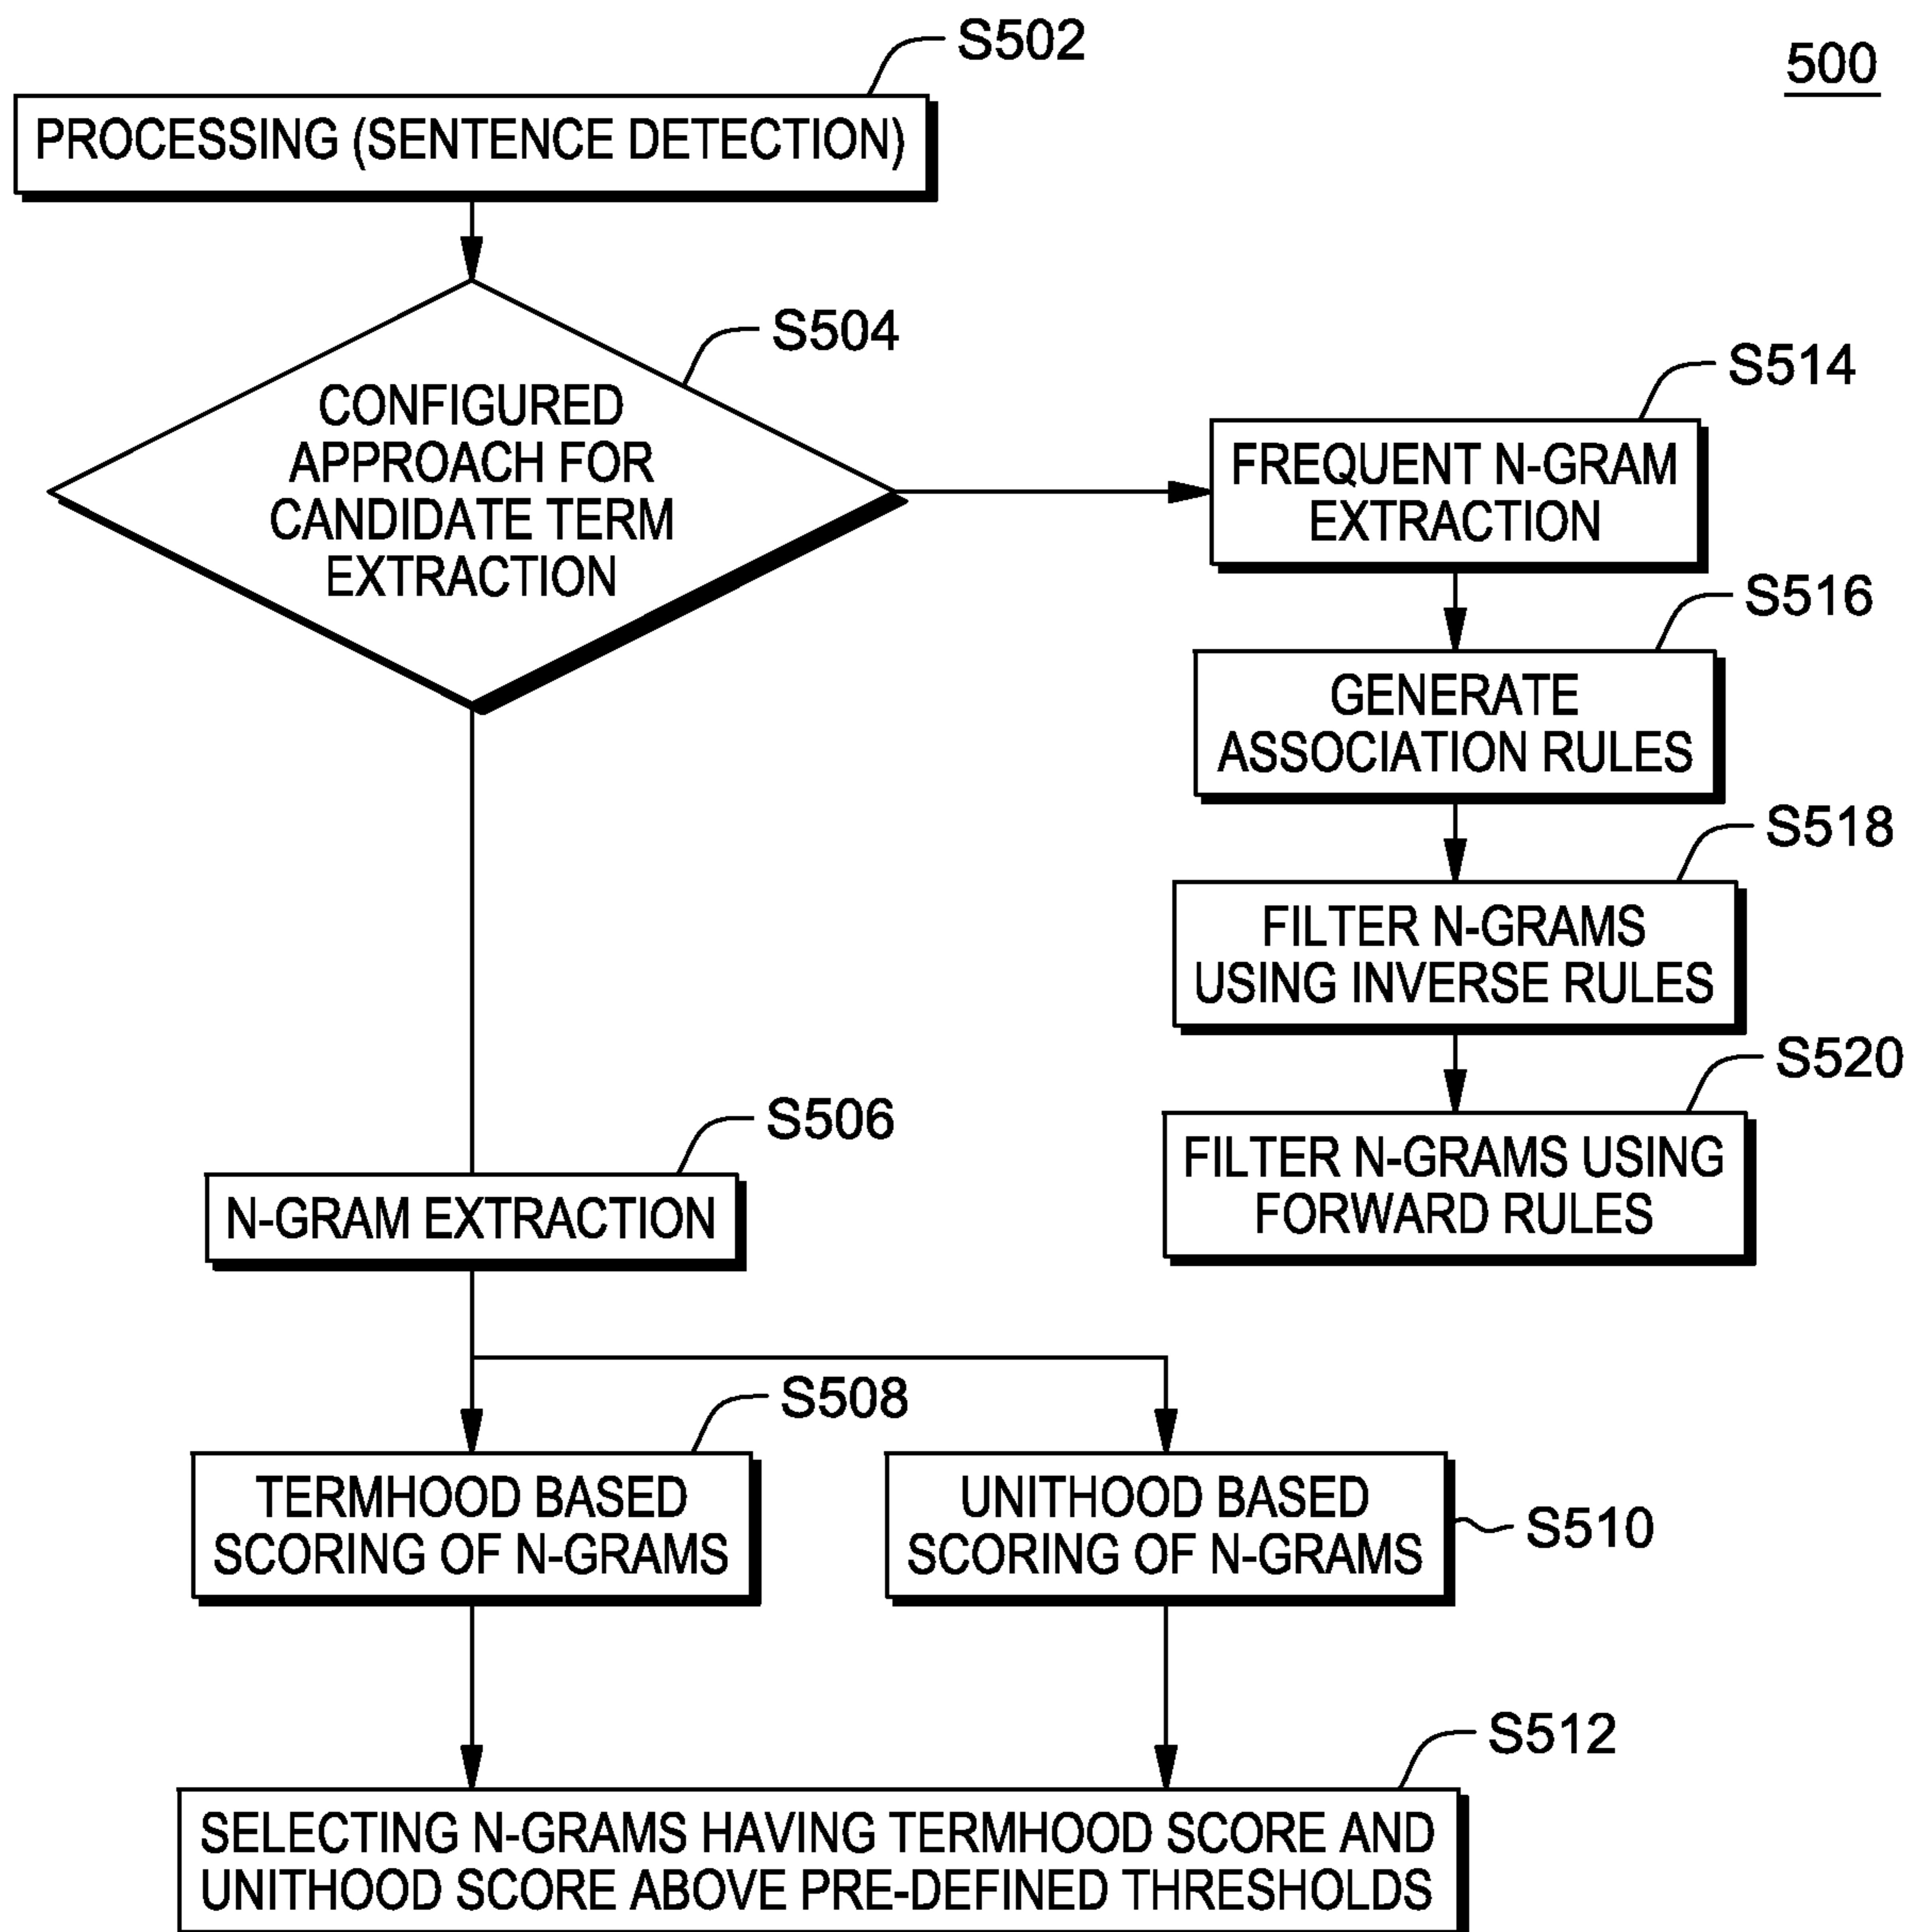 S502
500
PROCESSING (SENTENCE DETECTION)
S504
CONFIGURED
APPROACH FOR
CANDIDATE TERM
EXTRACTION
S514
FREQUENT N-GRAM
EXTRACTION
S516
GENERATE
ASSOCIATION RULES
S518
FILTER N-GRAMS
USING INVERSE RULES
S520
FILTER N-GRAMS USING
FORWARD RULES
S506
N-GRAM EXTRACTION
S508
TERMHOOD BASED
SCORING OF N-GRAMS
UNITHOOD BASED
SCORING OF N-GRAMS
S510
S512
SELECTING N-GRAMS HAVING TERMHOOD SCORE AND
UNITHOOD SCORE ABOVE PRE-DEFINED THRESHOLDS